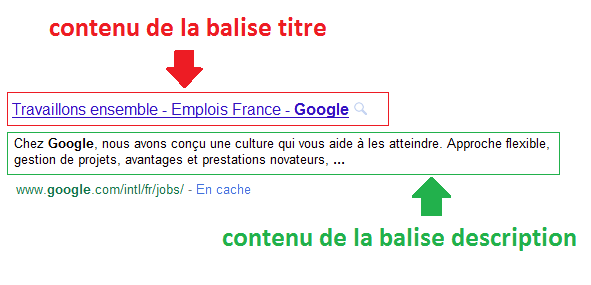 contenu de la balise titre
Travaillons ensemble - Emplois France - Google
Chez Google, nous avons conçu une culture qui vous aide à les atteindre. Approche flexible,
gestion de projets, avantages et prestations novateurs, ...
www.google.com/intl/fr/jobs/ - En cache
contenu de la balise description